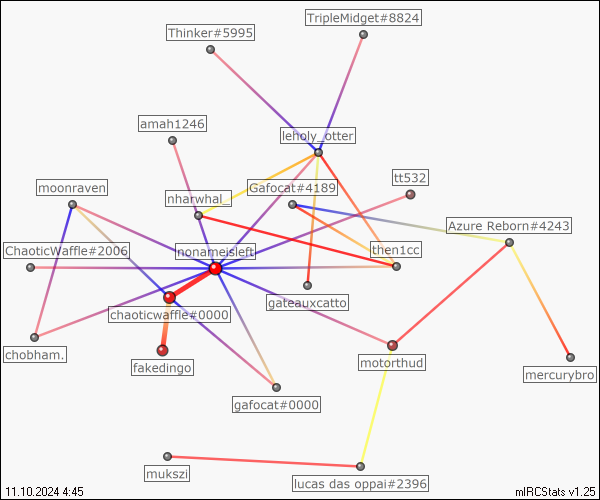 TripleMidget#8824
Thinker#5995
amah1246
leholy_otter
tt532
moonraven
Gafocat#4189
nharwhal_
Azure Reborn#4243
ChaoticWaffle#2006
nonameisleft
then1cc
gateauxcatto
chaoticwaffle#0000
chobham.
fakedingo
motorthud
mercurybro
gafocat#0000
mukszi
lucas das oppai#2396
11.10.2024 4:45
mIRCStats v1.25